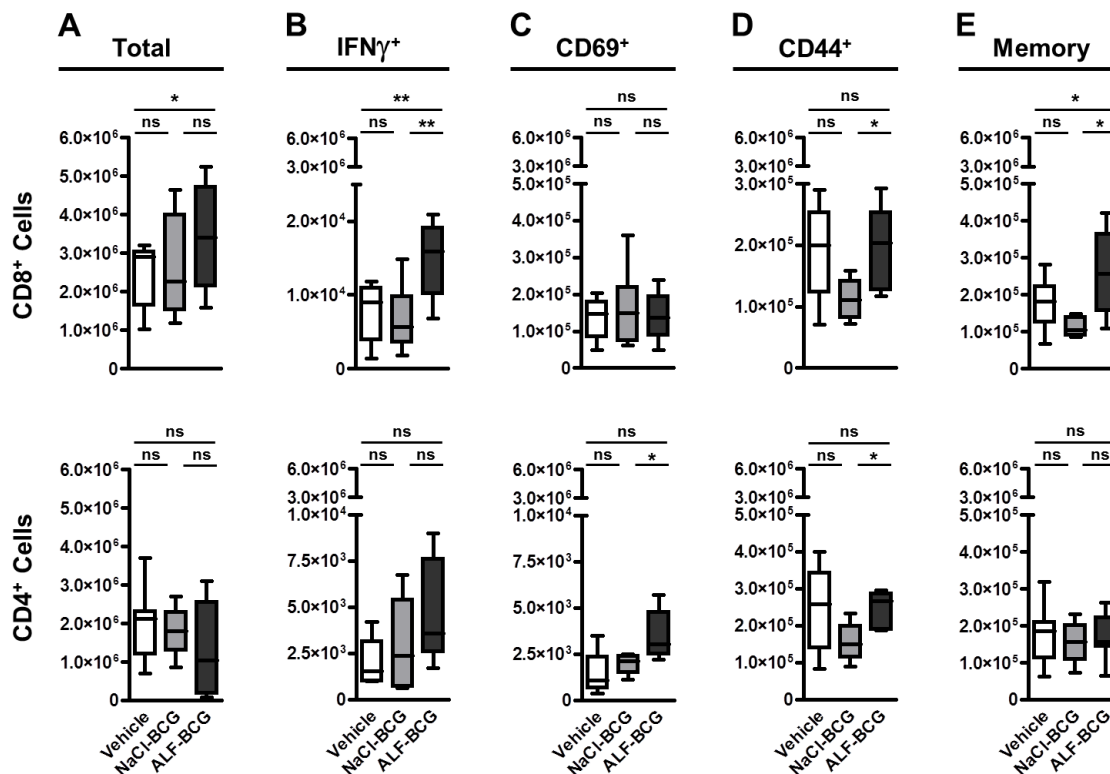 A B C D E
Total IFNγ⁺ CD69⁺ CD44⁺ Memory
CD8⁺ Cells
*
ns ns
6.0×10⁶
5.0×10⁶
4.0×10⁶
3.0×10⁶
2.0×10⁶
1.0×10⁶
0
**
ns **
6.0×10⁶
3.0×10⁶
2.0×10⁴
1.0×10⁴
0
ns
ns ns
6.0×10⁶
3.0×10⁶
5.0×10⁵
4.0×10⁵
3.0×10⁵
2.0×10⁵
1.0×10⁵
0
ns
ns *
6.0×10⁶
3.0×10⁶
3.0×10⁵
2.0×10⁵
1.0×10⁵
0
*
ns *
6.0×10⁶
3.0×10⁶
5.0×10⁵
4.0×10⁵
3.0×10⁵
2.0×10⁵
1.0×10⁵
0
CD4⁺ Cells
ns
ns ns
6.0×10⁶
5.0×10⁶
4.0×10⁶
3.0×10⁶
2.0×10⁶
1.0×10⁶
0
Vehicle
NaCl-BCG
ALF-BCG
ns
ns ns
6.0×10⁶
3.0×10⁶
1.0×10⁴
7.5×10³
5.0×10³
2.5×10³
0
Vehicle
NaCl-BCG
ALF-BCG
ns
ns *
6.0×10⁶
3.0×10⁶
1.0×10⁴
7.5×10³
5.0×10³
2.5×10³
0
Vehicle
NaCl-BCG
ALF-BCG
ns
ns *
6.0×10⁶
3.0×10⁶
5.0×10⁵
4.0×10⁵
3.0×10⁵
2.0×10⁵
1.0×10⁵
0
Vehicle
NaCl-BCG
ALF-BCG
ns
ns ns
6.0×10⁶
3.0×10⁶
5.0×10⁵
4.0×10⁵
3.0×10⁵
2.0×10⁵
1.0×10⁵
0
Vehicle
NaCl-BCG
ALF-BCG